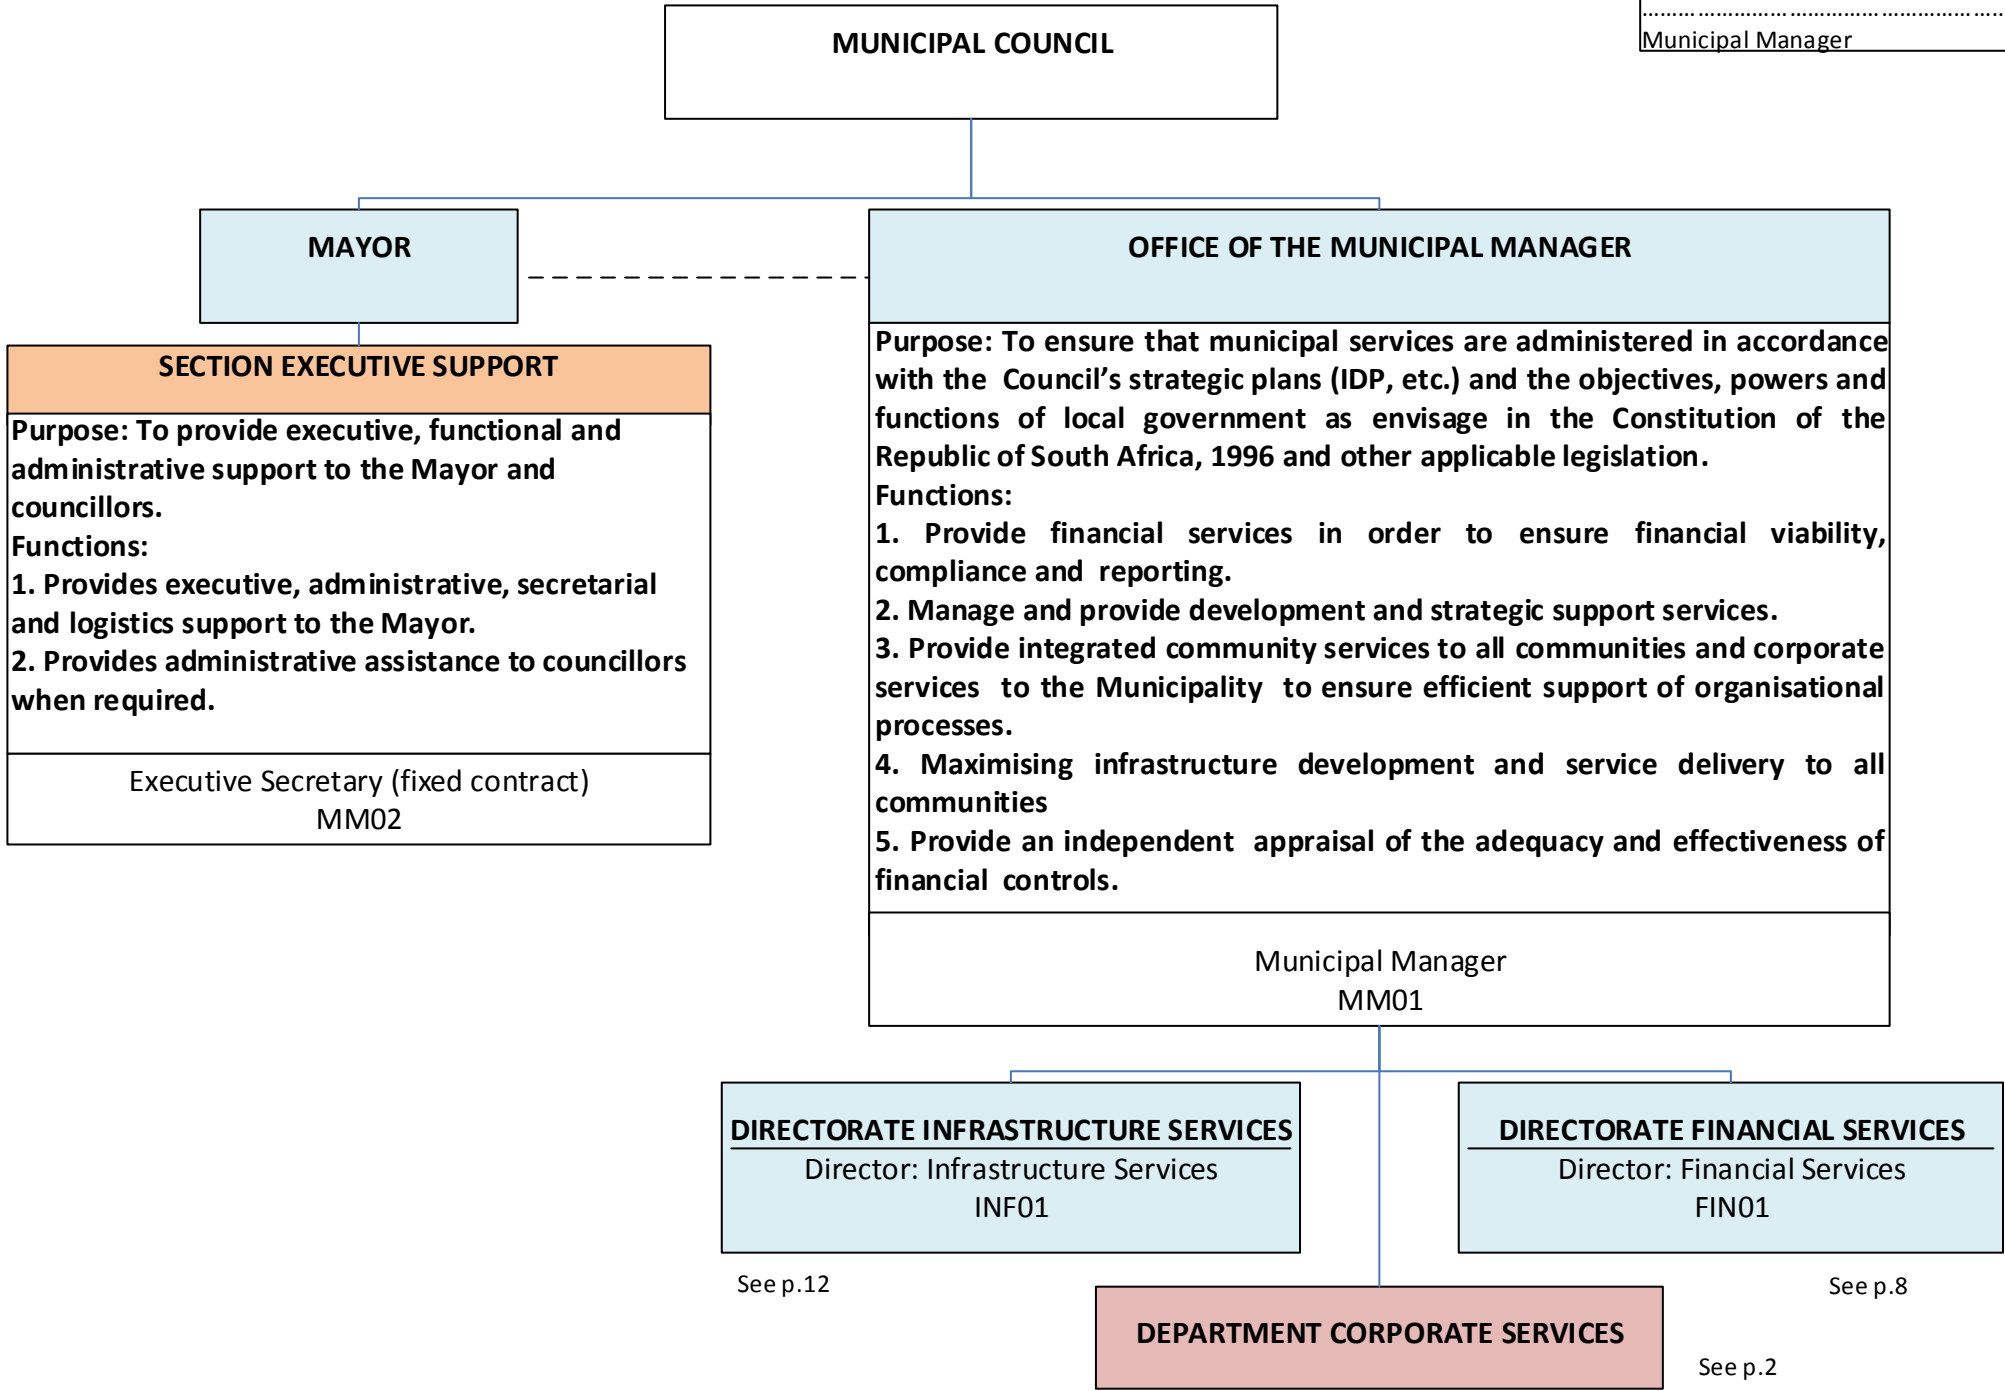 ………………………………………………
Municipal Manager
MUNICIPAL COUNCIL
MAYOR
OFFICE OF THE MUNICIPAL MANAGER
SECTION EXECUTIVE SUPPORT
Purpose: To provide executive, functional and
administrative support to the Mayor and
councillors.
Functions:
1. Provides executive, administrative, secretarial
and logistics support to the Mayor.
2. Provides administrative assistance to councillors
when required.
Executive Secretary (fixed contract)
MM02
Purpose: To ensure that municipal services are administered in accordance
with the Council’s strategic plans (IDP, etc.) and the objectives, powers and
functions of local government as envisage in the Constitution of the
Republic of South Africa, 1996 and other applicable legislation.
Functions:
1. Provide financial services in order to ensure financial viability,
compliance and reporting.
2. Manage and provide development and strategic support services.
3. Provide integrated community services to all communities and corporate
services to the Municipality to ensure efficient support of organisational
processes.
4. Maximising infrastructure development and service delivery to all
communities
5. Provide an independent appraisal of the adequacy and effectiveness of
financial controls.
Municipal Manager
MM01
DIRECTORATE INFRASTRUCTURE SERVICES
Director: Infrastructure Services
INF01
See p.12
DIRECTORATE FINANCIAL SERVICES
Director: Financial Services
FIN01
See p.8
DEPARTMENT CORPORATE SERVICES
See p.2